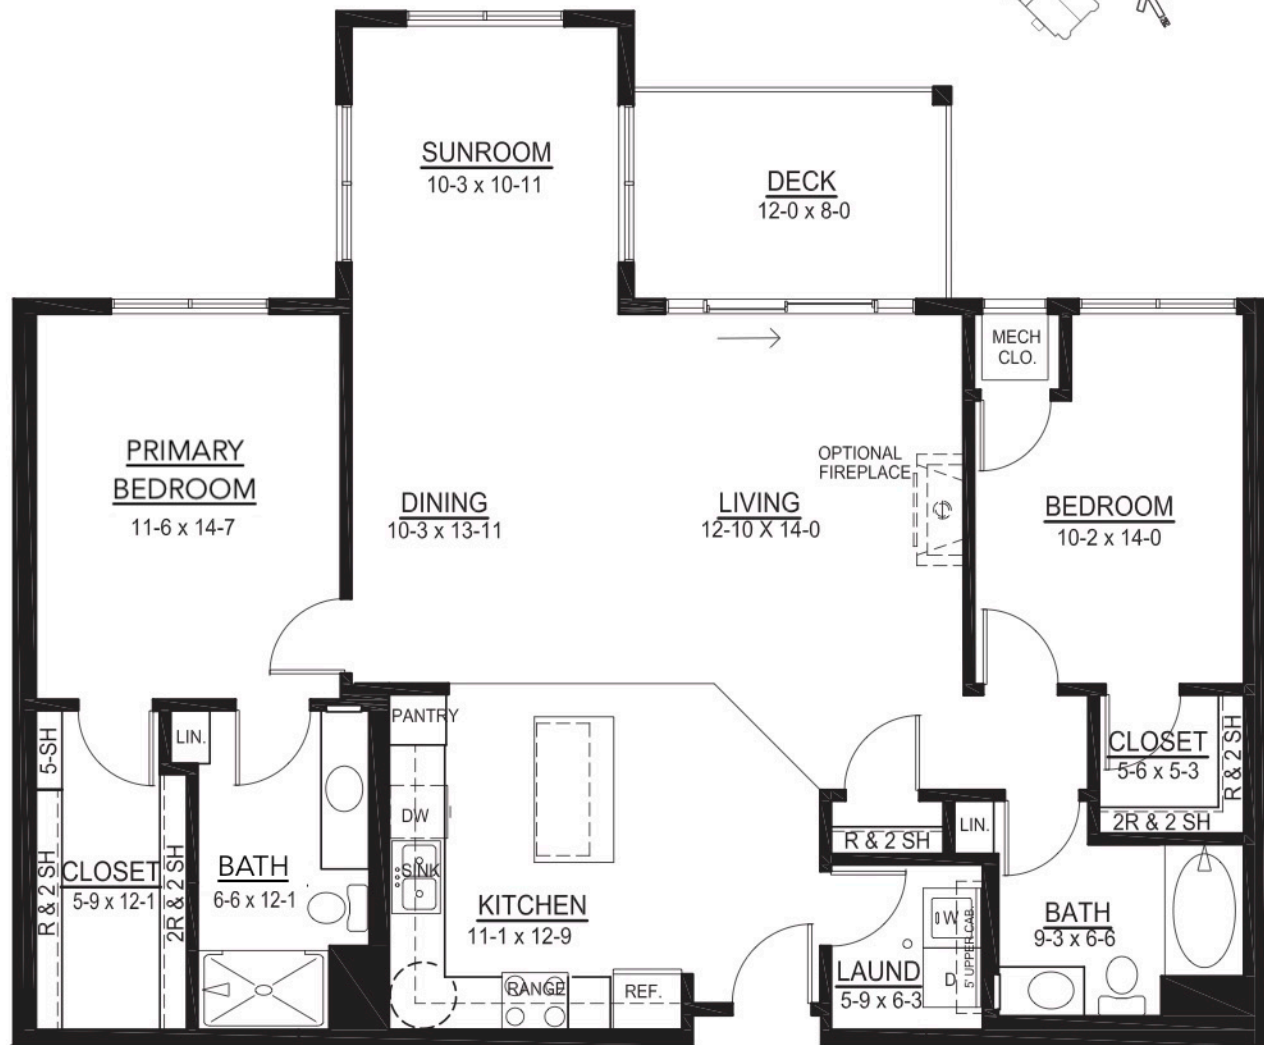 SUNROOM
10-3 x 10-11
DECK
12-0 x 8-0
MECH
CLO.
PRIMARY
BEDROOM
11-6 x 14-7
DINING
10-3 x 13-11
LIVING
12-10 X 14-0
OPTIONAL
FIREPLACE
BEDROOM
10-2 x 14-0
5-SH
LIN.
PANTRY
CLOSET
5-6 x 5-3
R & 2 SH
2R & 2 SH
DW
SINK
R & 2 SH
LIN.
CLOSET
5-9 x 12-1
R & 2 SH
2R & 2 SH
BATH
6-6 x 12-1
KITCHEN
11-1 x 12-9
RANGE
REF.
W
D
5' UPPER CAB.
LAUND
5-9 x 6-3
BATH
9-3 x 6-6